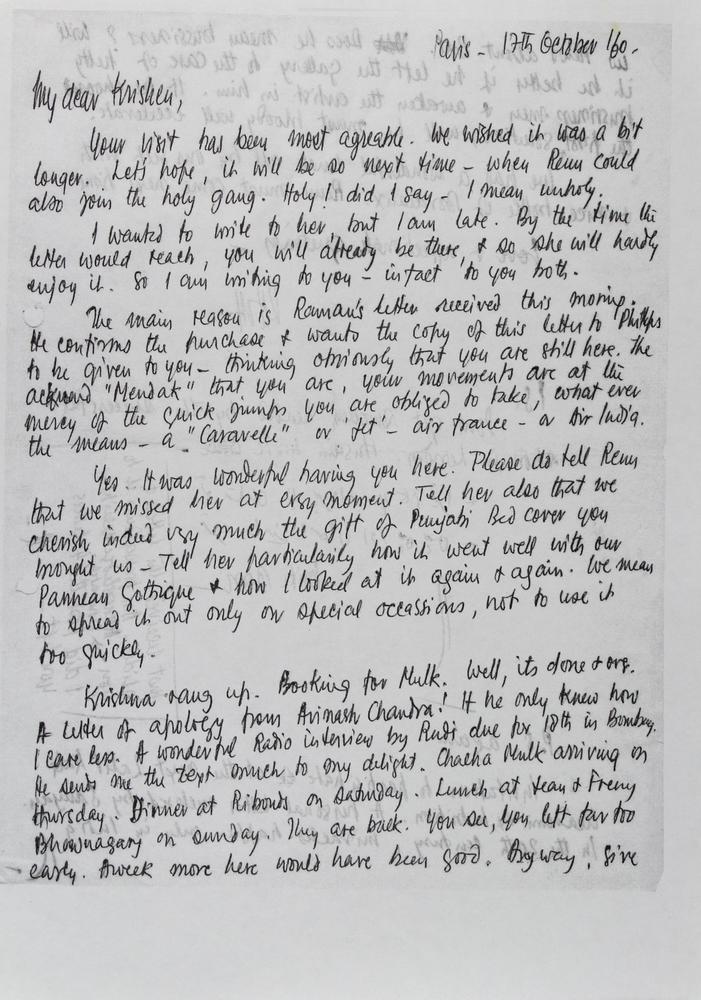 Paris - 17th October '60.
My dear Krishen,
Your visit has been most agreeable. We wished it was a bit
longer. Let's hope, it will be so next time - when Renu could
also join the holy gang. Holy! did I say - I mean unholy.
I wanted to write to her, but I am late. By the time the
letter would reach, you will already be there, & so she will hardly
enjoy it. So I am writing to you - infact to you both.
The main reason is Raman's letter received this morning.
He confirms the purchase & wants the copy of this letter to Phillips
to be given to you - thinking obviously that you are still here. The
"Mendak" that you are, your movements are at the
mercy of the quick jumps you are obliged to take, what ever
the means - a "Caravelle" or 'Jet' - air france - or Air India.
Yes. It was wonderful having you here. Please do tell Renu
that we missed her at every moment. Tell her also that we
cherish indeed very much the gift of Punjabi Bed cover you
brought us - Tell her particularily how it went well with our
Panneau Gothique & how I looked at it again & again. We mean
to spread it out only on special occassions, not to use it
too quickly.
Krishna rang up. Booking for Mulk. Well, its done & org.
A letter of apology from Avinash Chandra! If he only knew how
I care less. A wonderful Radio interview by Rudi, due for 18th in Bombay.
He sends me the text much to my delight. Chacha Mulk arriving on
Thursday. Dinner at Ribouds on Saturday. Lunch at Jean & Freny
Bhownagary on Sunday. They are back. You see, you left far too
early. A week more here would have been good. Anyway, give